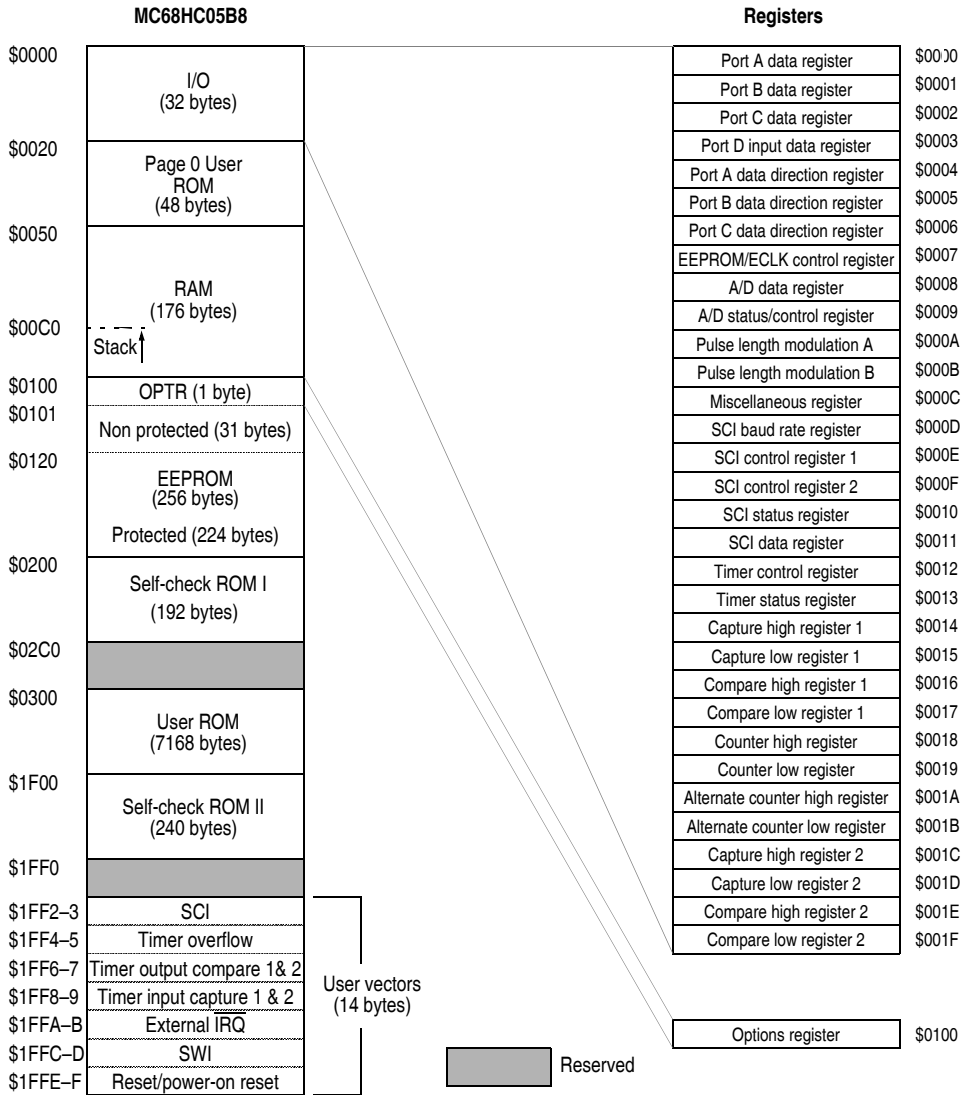 MC68HC05B8
Registers
$0000
I/O
(32 bytes)
$0020
Page 0 User
ROM
(48 bytes)
$0050
RAM
(176 bytes)
$00C0
Stack
$0100
OPTR (1 byte)
$0101
Non protected (31 bytes)
$0120
EEPROM
(256 bytes)
Protected (224 bytes)
$0200
Self-check ROM I
(192 bytes)
$02C0
$0300
User ROM
(7168 bytes)
$1F00
Self-check ROM II
(240 bytes)
$1FF0
$1FF2–3 SCI
$1FF4–5 Timer overflow
$1FF6–7 Timer output compare 1& 2
$1FF8–9 Timer input capture 1 & 2
$1FFA–B External IRQ
$1FFC–D SWI
$1FFE–F Reset/power-on reset
User vectors
(14 bytes)
Reserved
Port A data register $0000
Port B data register $0001
Port C data register $0002
Port D input data register $0003
Port A data direction register $0004
Port B data direction register $0005
Port C data direction register $0006
EEPROM/ECLK control register $0007
A/D data register $0008
A/D status/control register $0009
Pulse length modulation A $000A
Pulse length modulation B $000B
Miscellaneous register $000C
SCI baud rate register $000D
SCI control register 1 $000E
SCI control register 2 $000F
SCI status register $0010
SCI data register $0011
Timer control register $0012
Timer status register $0013
Capture high register 1 $0014
Capture low register 1 $0015
Compare high register 1 $0016
Compare low register 1 $0017
Counter high register $0018
Counter low register $0019
Alternate counter high register $001A
Alternate counter low register $001B
Capture high register 2 $001C
Capture low register 2 $001D
Compare high register 2 $001E
Compare low register 2 $001F
Options register $0100